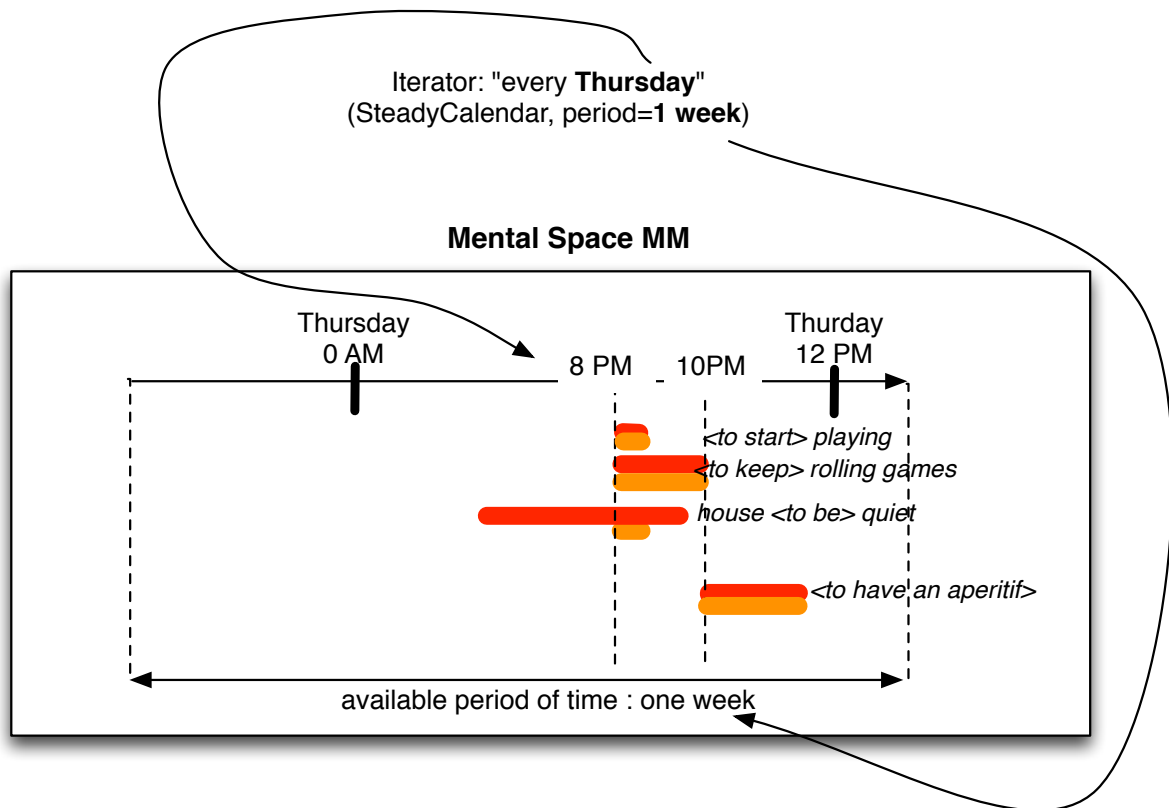 Iterator: "every Thursday"
(SteadyCalendar, period=1 week)
Mental Space MM
Thursday
0 AM
8 PM
10PM
Thurday
12 PM
<to start> playing
<to keep> rolling games
house <to be> quiet
<to have an aperitif>
available period of time : one week